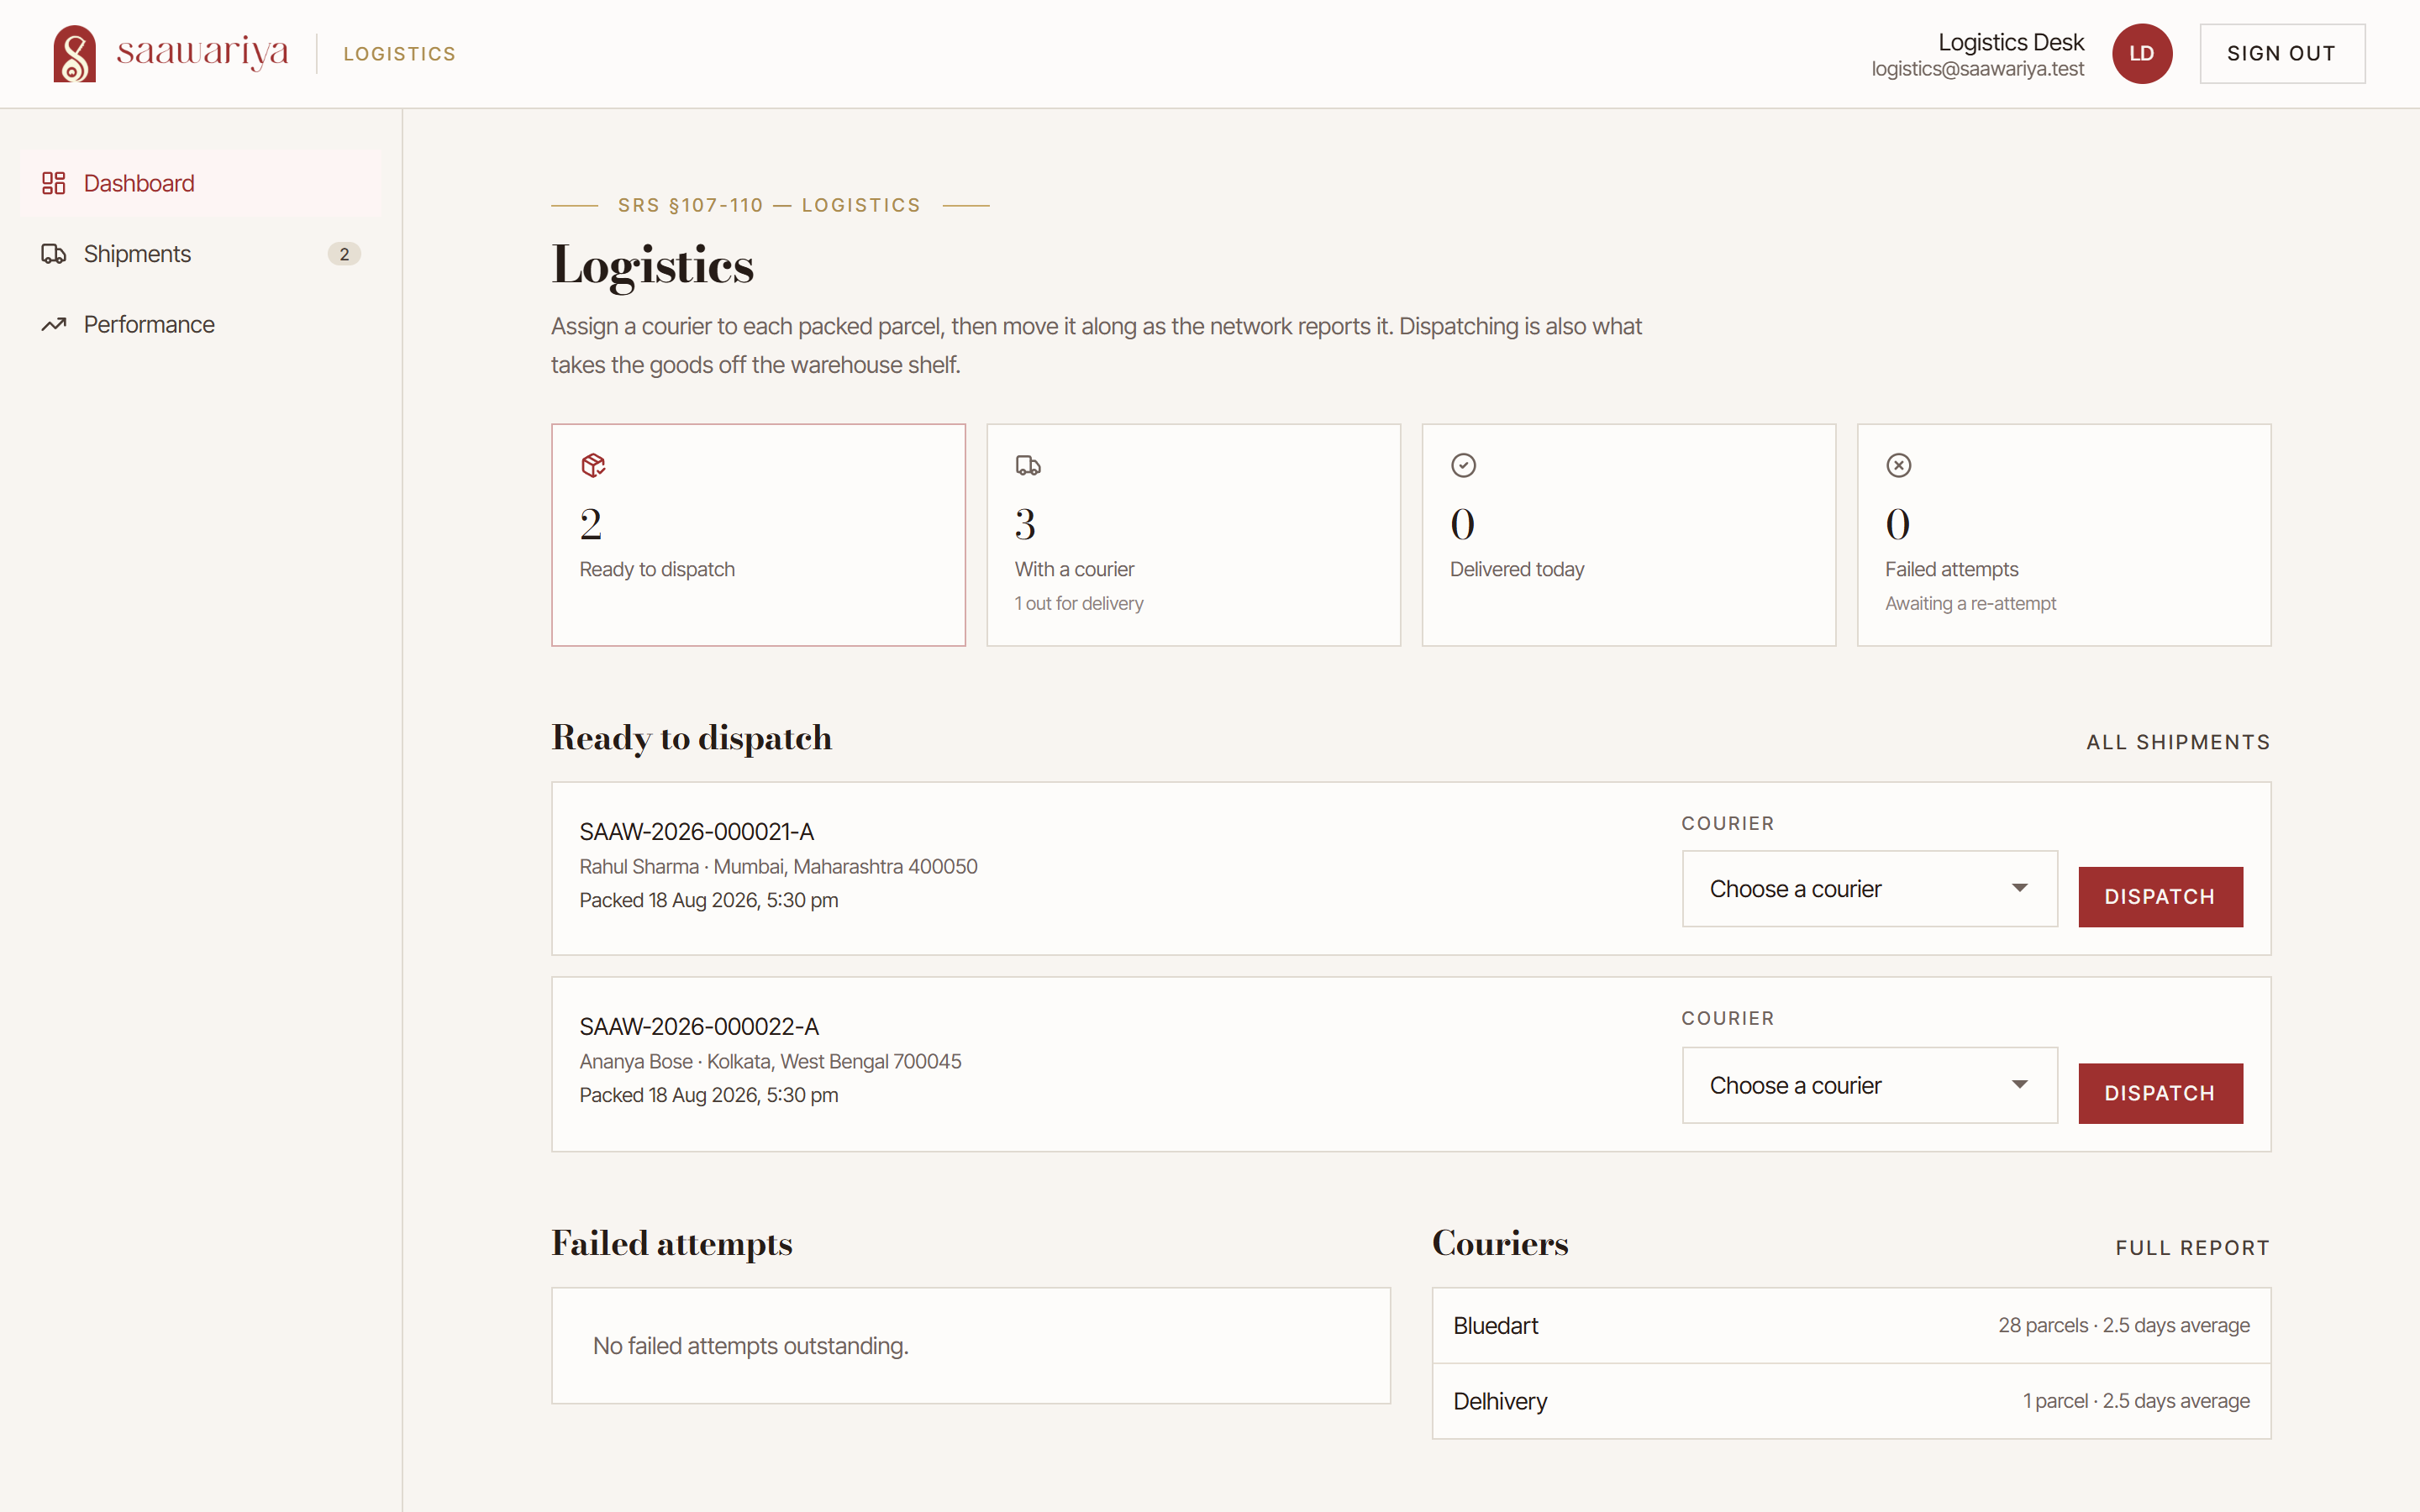 saawariya
LOGISTICS
Logistics Desk
logistics@saawariya.test
LD
SIGN OUT
Dashboard
Shipments
2
Performance
SRS §107-110 — LOGISTICS
Logistics
Assign a courier to each packed parcel, then move it along as the network reports it. Dispatching is also what
takes the goods off the warehouse shelf.
2
Ready to dispatch
3
With a courier
1 out for delivery
0
Delivered today
0
Failed attempts
Awaiting a re-attempt
Ready to dispatch
ALL SHIPMENTS
SAAW-2026-000021-A
Rahul Sharma · Mumbai, Maharashtra 400050
Packed 18 Aug 2026, 5:30 pm
COURIER
Choose a courier
DISPATCH
SAAW-2026-000022-A
Ananya Bose · Kolkata, West Bengal 700045
Packed 18 Aug 2026, 5:30 pm
COURIER
Choose a courier
DISPATCH
Failed attempts
No failed attempts outstanding.
Couriers
FULL REPORT
Bluedart
28 parcels · 2.5 days average
Delhivery
1 parcel · 2.5 days average